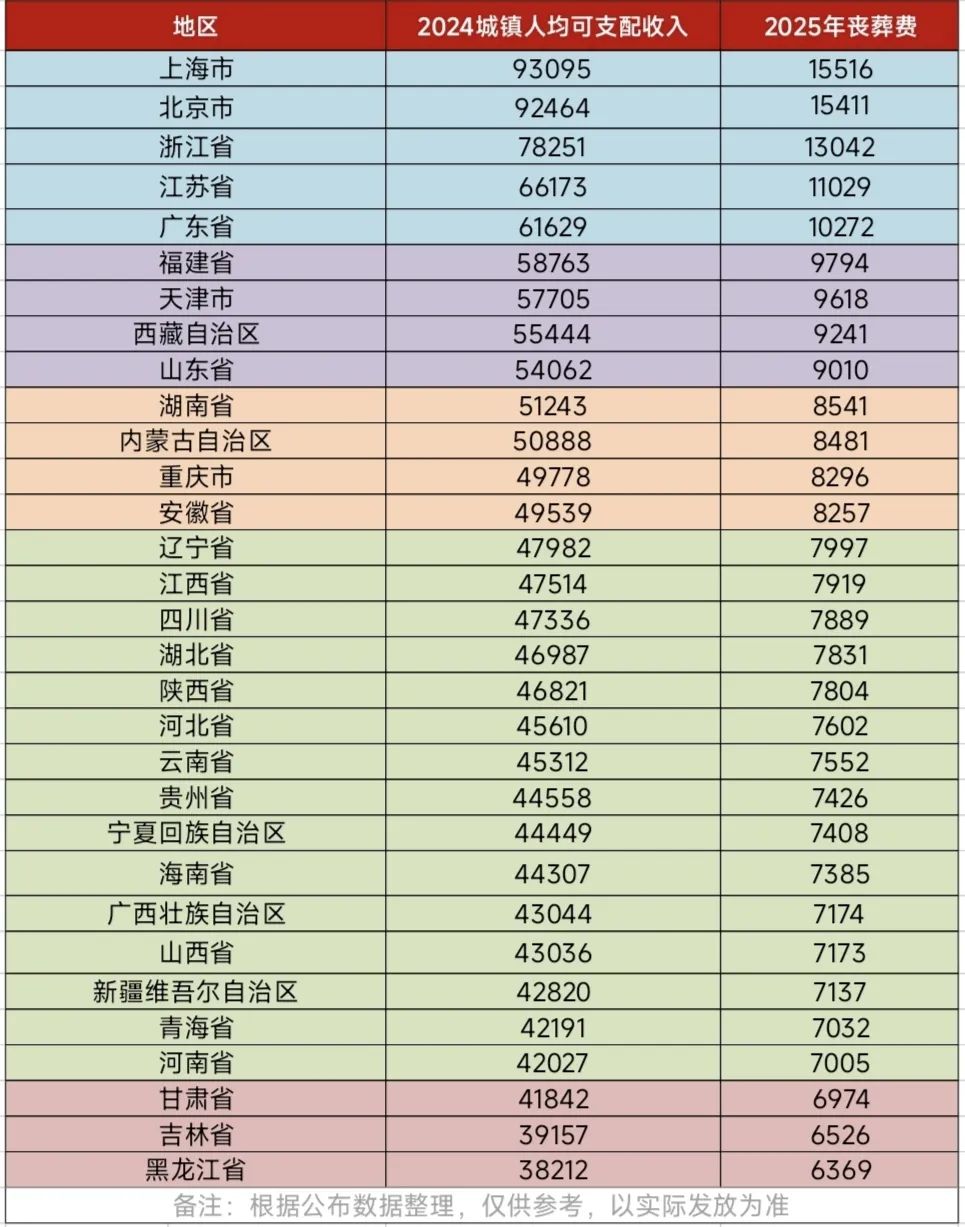 地区 2024城镇人均可支配收入 2025年丧葬费
上海市 93095 15516
北京市 92464 15411
浙江省 78251 13042
江苏省 66173 11029
广东省 61629 10272
福建省 58763 9794
天津市 57705 9618
西藏自治区 55444 9241
山东省 54062 9010
湖南省 51243 8541
内蒙古自治区 50888 8481
重庆市 49778 8296
安徽省 49539 8257
辽宁省 47982 7997
江西省 47514 7919
四川省 47336 7889
湖北省 46987 7831
陕西省 46821 7804
河北省 45610 7602
云南省 45312 7552
贵州省 44558 7426
宁夏回族自治区 44449 7408
海南省 44307 7385
广西壮族自治区 43044 7174
山西省 43036 7173
新疆维吾尔自治区 42820 7137
青海省 42191 7032
河南省 42027 7005
甘肃省 41842 6974
吉林省 39157 6526
黑龙江省 38212 6369
备注：根据公布数据整理，仅供参考，以实际发放为准